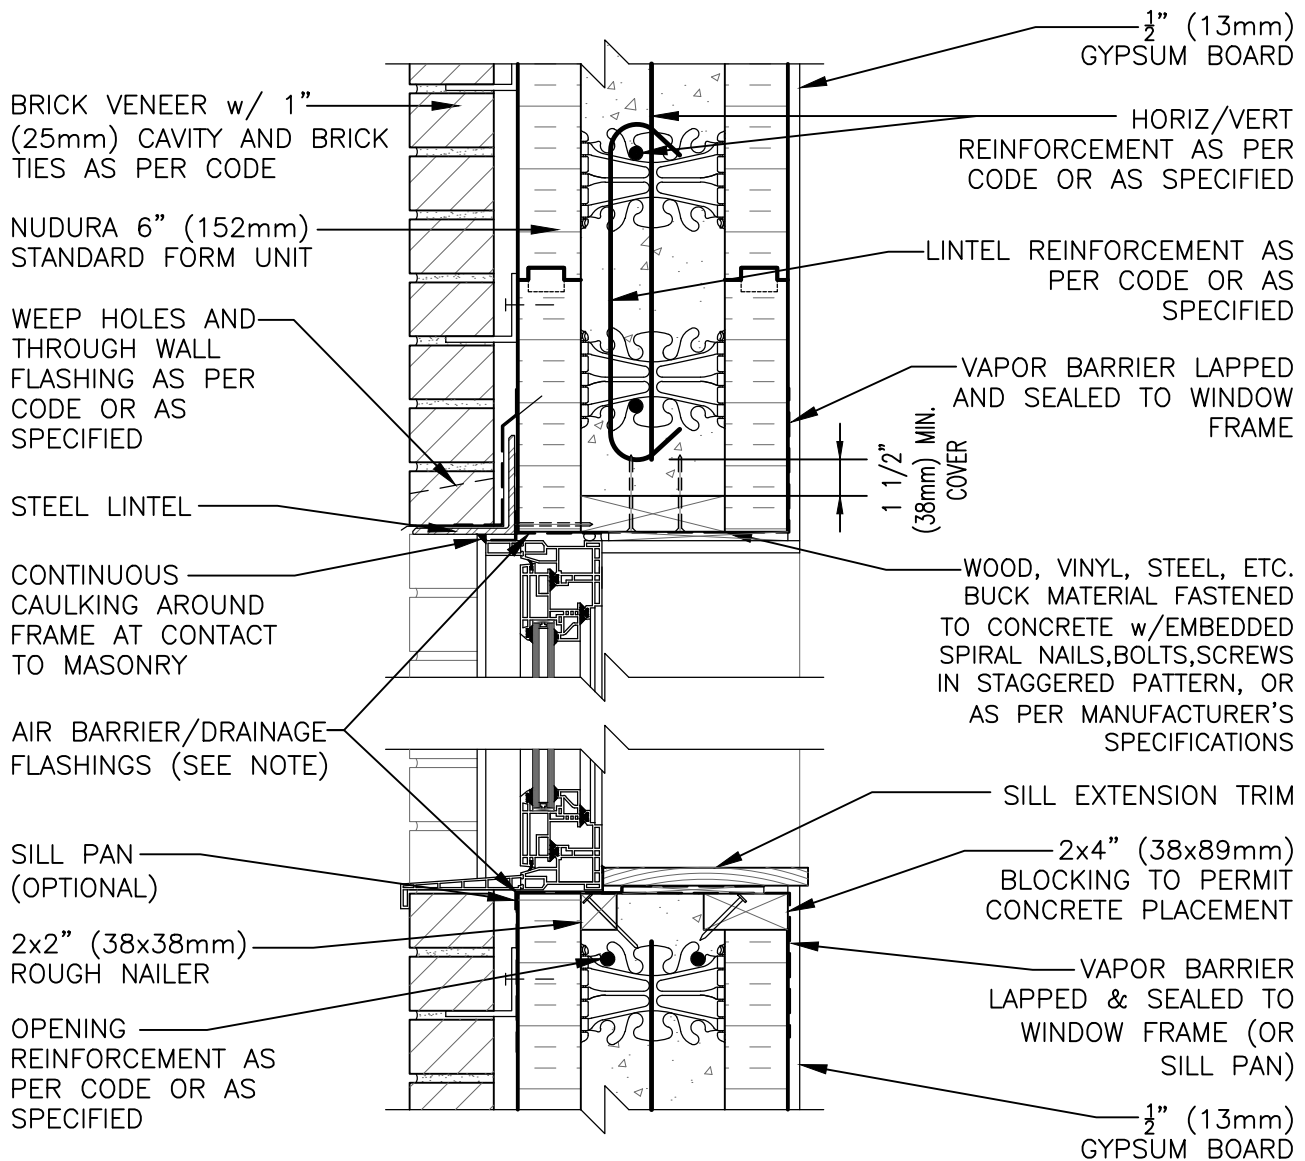 BRICK VENEER w/ 1"
(25mm) CAVITY AND BRICK
TIES AS PER CODE
NUDURA 6" (152mm)
STANDARD FORM UNIT
WEEP HOLES AND
THROUGH WALL
FLASHING AS PER
CODE OR AS
SPECIFIED
STEEL LINTEL
CONTINUOUS
CAULKING AROUND
FRAME AT CONTACT
TO MASONRY
AIR BARRIER/DRAINAGE
FLASHINGS (SEE NOTE)
SILL PAN
(OPTIONAL)
2x2" (38x38mm)
ROUGH NAILER
OPENING
REINFORCEMENT AS
PER CODE OR AS
SPECIFIED
½" (13mm)
GYPSUM BOARD
HORIZ/VERT
REINFORCEMENT AS PER
CODE OR AS SPECIFIED
LINTEL REINFORCEMENT AS
PER CODE OR AS
SPECIFIED
VAPOR BARRIER LAPPED
AND SEALED TO WINDOW
FRAME
1 1/2"
(38mm) MIN.
COVER
WOOD, VINYL, STEEL, ETC.
BUCK MATERIAL FASTENED
TO CONCRETE w/EMBEDDED
SPIRAL NAILS,BOLTS,SCREWS
IN STAGGERED PATTERN, OR
AS PER MANUFACTURER'S
SPECIFICATIONS
SILL EXTENSION TRIM
2x4" (38x89mm)
BLOCKING TO PERMIT
CONCRETE PLACEMENT
VAPOR BARRIER
LAPPED & SEALED TO
WINDOW FRAME (OR
SILL PAN)
½" (13mm)
GYPSUM BOARD